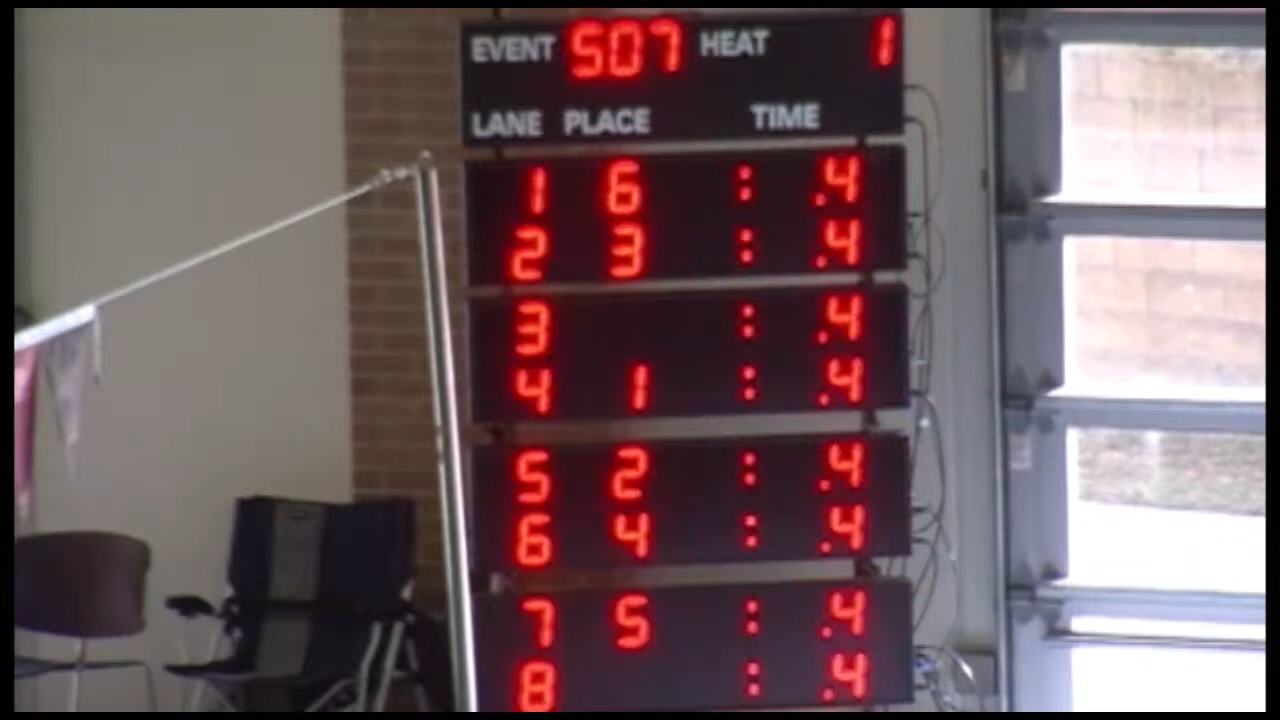 EVENT 507 HEAT 1
LANE PLACE TIME
1 6 : .4
2 3 : .4
3 : .4
4 1 : .4
5 2 : .4
6 4 : .4
7 5 : .4
8 : .4